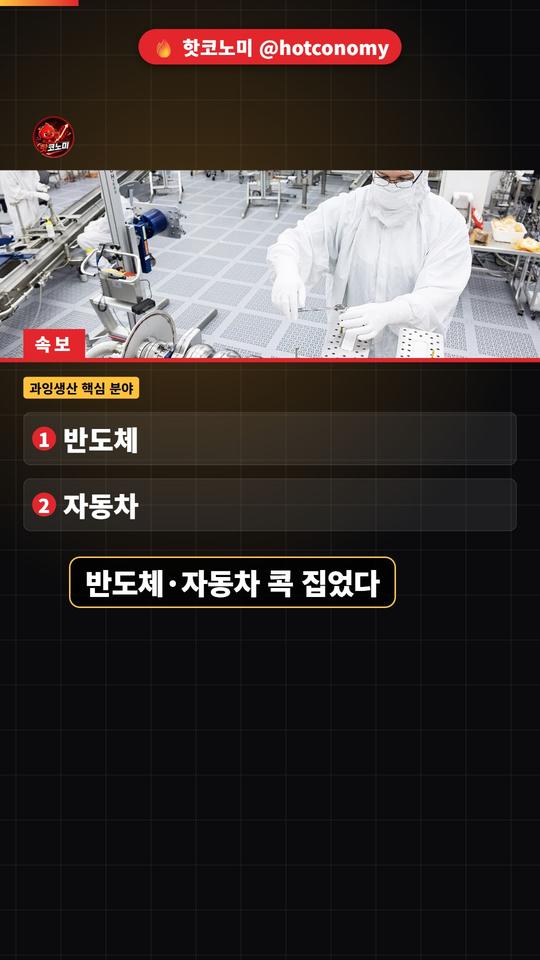 핫코노미 @hotconomy
핫코노미
속보
과잉생산 핵심 분야
1 반도체
2 자동차
반도체·자동차 콕 집었다